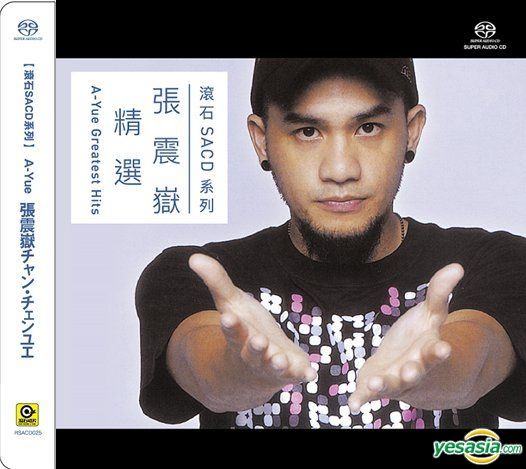 SUPER AUDIO CD
【滾石SACD系列】 A-Yue 張震嶽チャン・チェンユエ
RSACD025
SUPER AUDIO CD
滾石 SACD 系列
張震嶽
精選
A-Yue Greatest Hits
yesasia.com